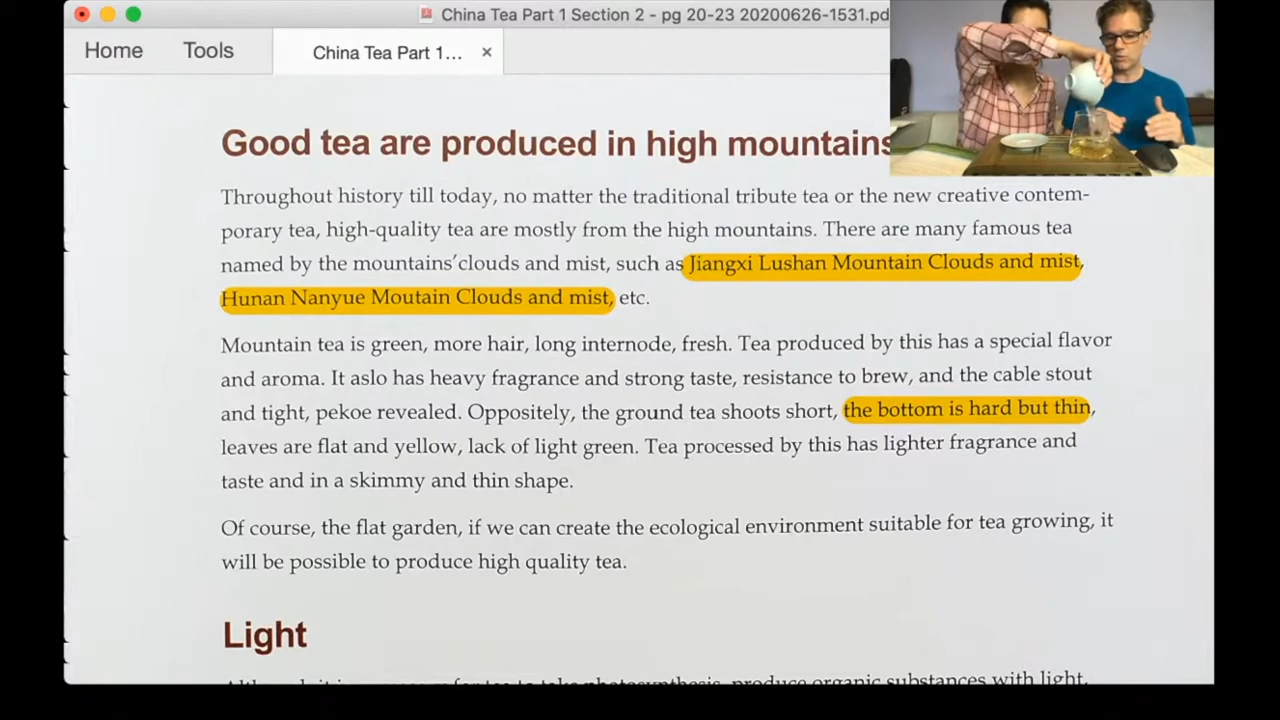 China Tea Part 1 Section 2 - pg 20-23 20200626-1531.pd
Home Tools China Tea Part 1... ×
Good tea are produced in high mountains
Throughout history till today, no matter the traditional tribute tea or the new creative contem-
porary tea, high-quality tea are mostly from the high mountains. There are many famous tea
named by the mountains'clouds and mist, such as Jiangxi Lushan Mountain Clouds and mist,
Hunan Nanyue Moutain Clouds and mist, etc.
Mountain tea is green, more hair, long internode, fresh. Tea produced by this has a special flavor
and aroma. It aslo has heavy fragrance and strong taste, resistance to brew, and the cable stout
and tight, pekoe revealed. Oppositely, the ground tea shoots short, the bottom is hard but thin,
leaves are flat and yellow, lack of light green. Tea processed by this has lighter fragrance and
taste and in a skimmy and thin shape.
Of course, the flat garden, if we can create the ecological environment suitable for tea growing, it
will be possible to produce high quality tea.
Light
photosynthesis, produce organic substances with light,